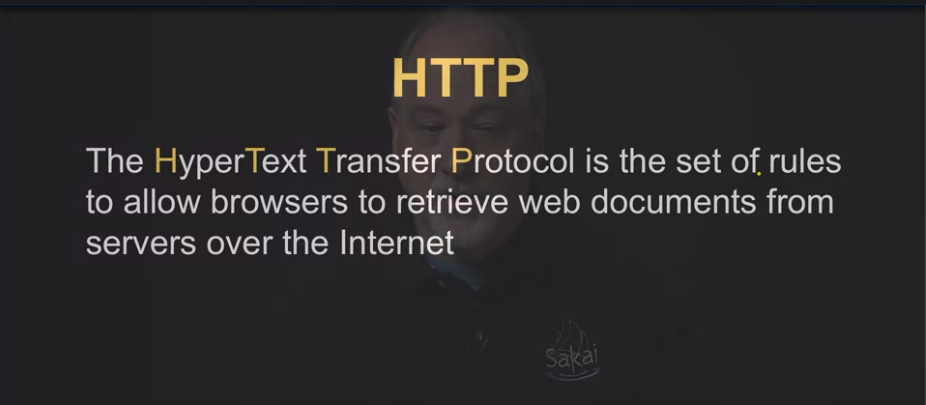 HTTP
The HyperText Transfer Protocol is the set of rules
to allow browsers to retrieve web documents from
servers over the Internet
Sakai